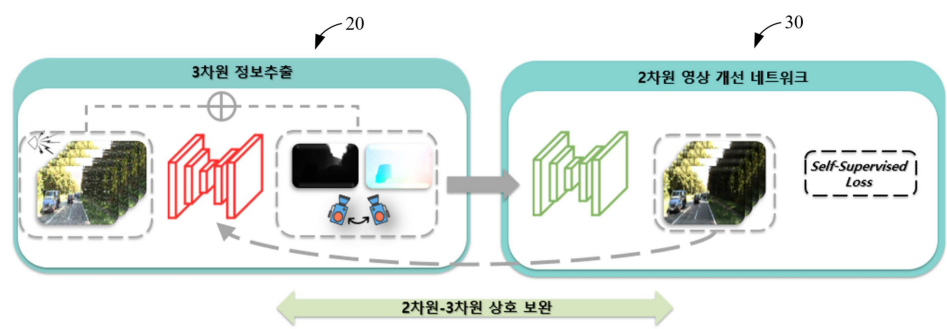 20
30
3차원 정보추출
2차원 영상 개선 네트워크
Self-Supervised
Loss
2차원-3차원 상호 보완